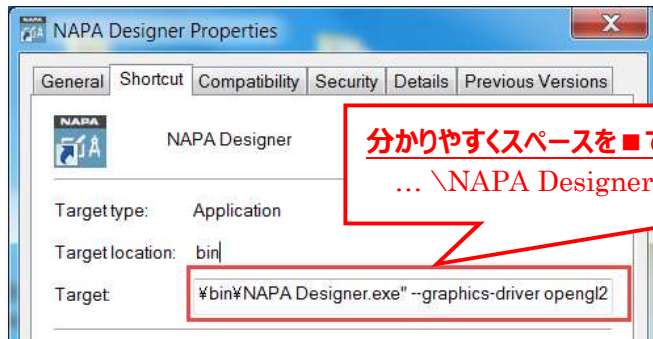 NAPA Designer Properties
General Shortcut Compatibility Security Details Previous Versions
NAPA
NAPA Designer
分かりやすくスペースを■で
… \NAPA Designer
Target type: Application
Target location: bin
Target: ¥bin¥NAPA Designer.exe" --graphics-driver opengl2